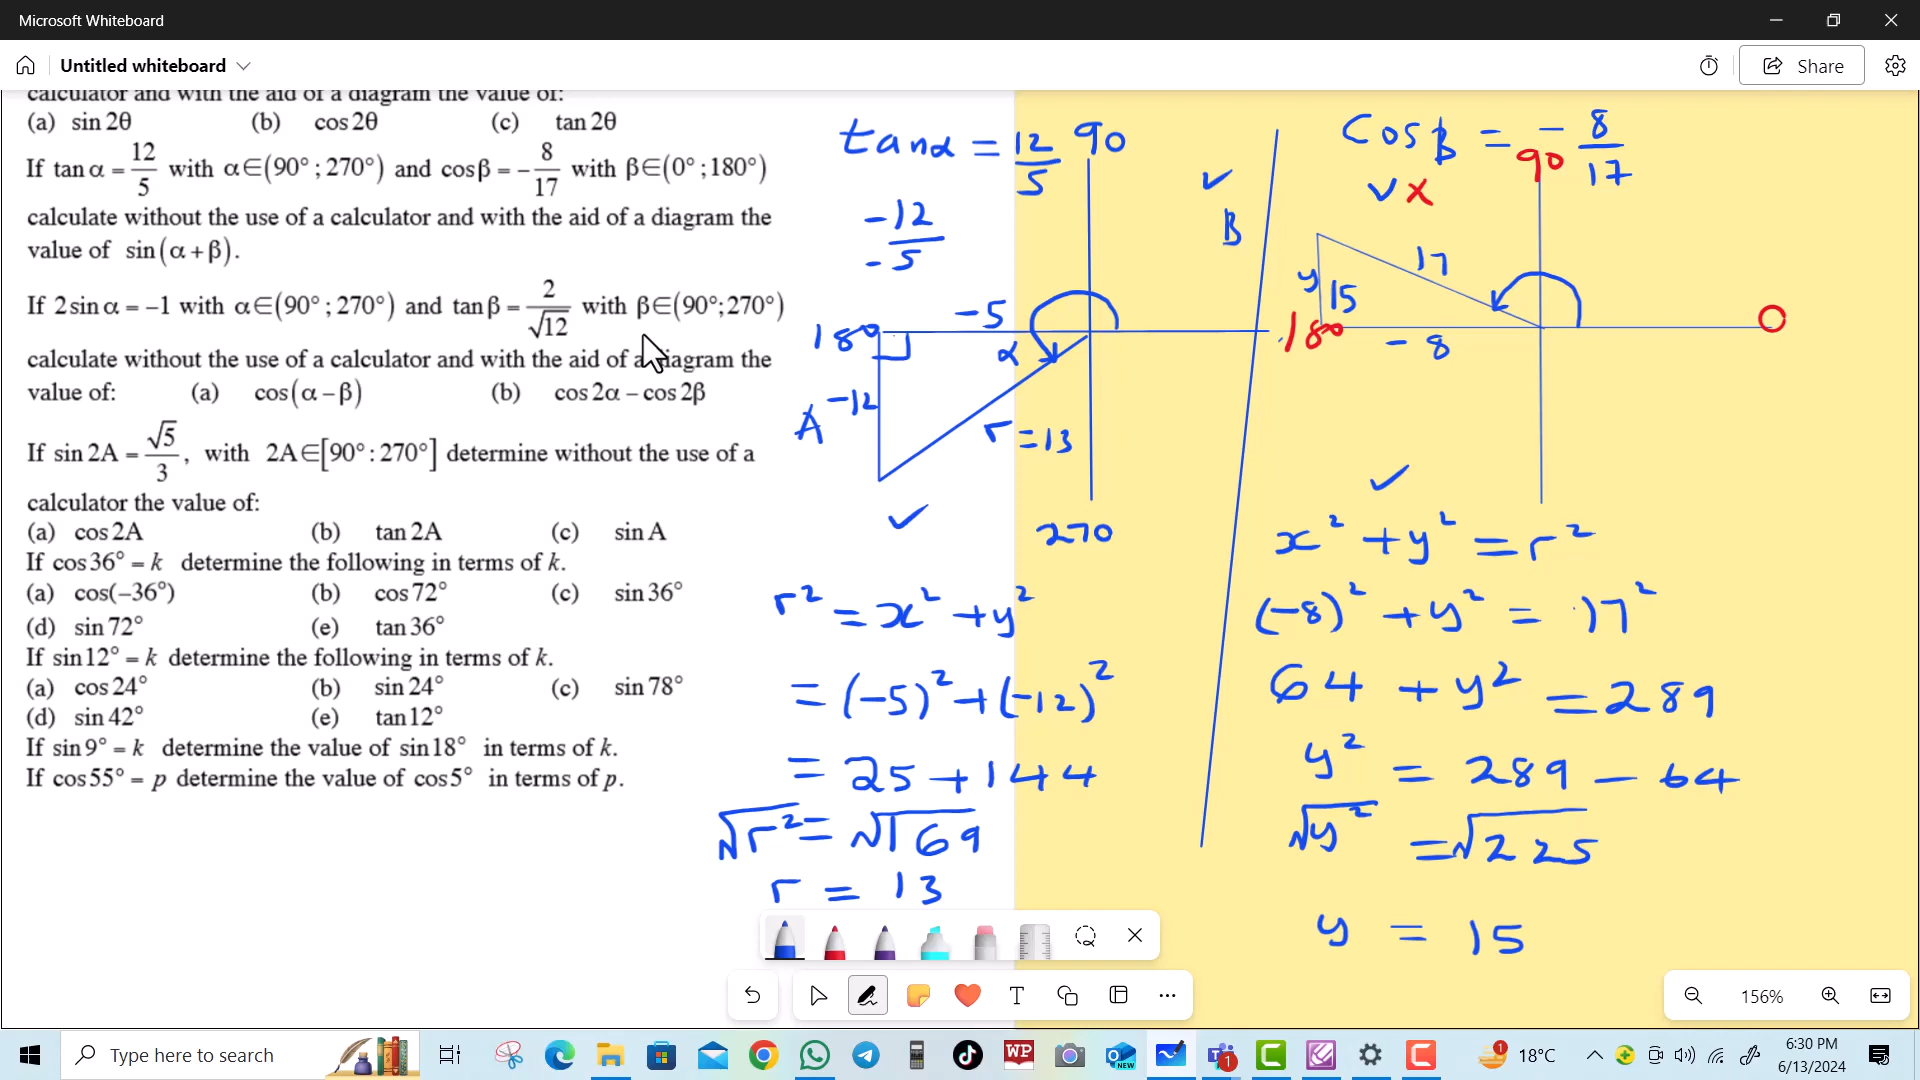 Microsoft Whiteboard
Untitled whiteboard
Share
calculator and with the aid of a diagram the value of:
(a) sin 2θ (b) cos 2θ (c) tan 2θ
If tan α = 12/5 with α∈(90° ; 270°) and cos β = −8/17 with β∈(0° ; 180°)
calculate without the use of a calculator and with the aid of a diagram the
value of sin(α + β).
If 2 sin α = −1 with α∈(90° ; 270°) and tan β = 2/√12 with β∈(90°; 270°)
calculate without the use of a calculator and with the aid of a diagram the
value of: (a) cos(α − β) (b) cos 2α − cos 2β
If sin 2A = √5/3, with 2A∈[90° : 270°] determine without the use of a
calculator the value of:
(a) cos 2A (b) tan 2A (c) sin A
If cos 36° = k determine the following in terms of k.
(a) cos(−36°) (b) cos 72° (c) sin 36°
(d) sin 72° (e) tan 36°
If sin 12° = k determine the following in terms of k.
(a) cos 24° (b) sin 24° (c) sin 78°
(d) sin 42° (e) tan 12°
If sin 9° = k determine the value of sin 18° in terms of k.
If cos 55° = p determine the value of cos 5° in terms of p.
tan α = 12/5
90
-12/-5
B
180
-5
α
A
-12
r = 13
270
r² = x² + y²
= (-5)² + (-12)²
= 25 + 144
√r² = √169
r = 13
Cos β = - 8/17
90
✓ X
17
y
15
180
- 8
0
x² + y² = r²
(-8)² + y² = 17²
64 + y² = 289
y² = 289 - 64
√y² = √225
y = 15
156%
Type here to search
WP
NEW
1
1
18°C
6:30 PM
6/13/2024